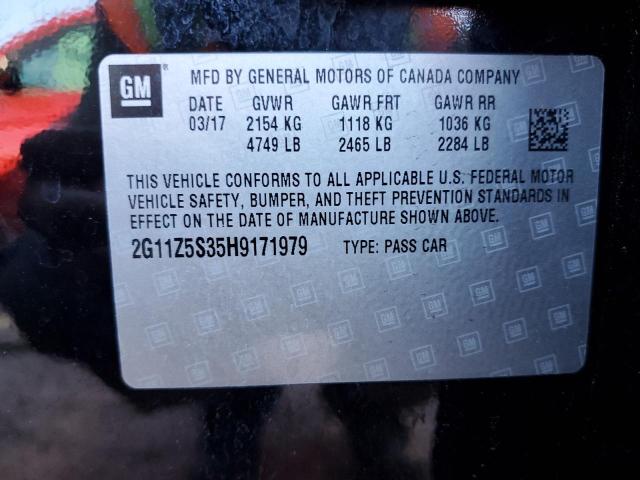 GM
MFD BY GENERAL MOTORS OF CANADA COMPANY
DATE GVWR GAWR FRT GAWR RR
03/17 2154 KG 1118 KG 1036 KG
4749 LB 2465 LB 2284 LB
THIS VEHICLE CONFORMS TO ALL APPLICABLE U.S. FEDERAL MOTOR
VEHICLE SAFETY, BUMPER, AND THEFT PREVENTION STANDARDS IN
EFFECT ON THE DATE OF MANUFACTURE SHOWN ABOVE.
2G11Z5S35H9171979 TYPE: PASS CAR